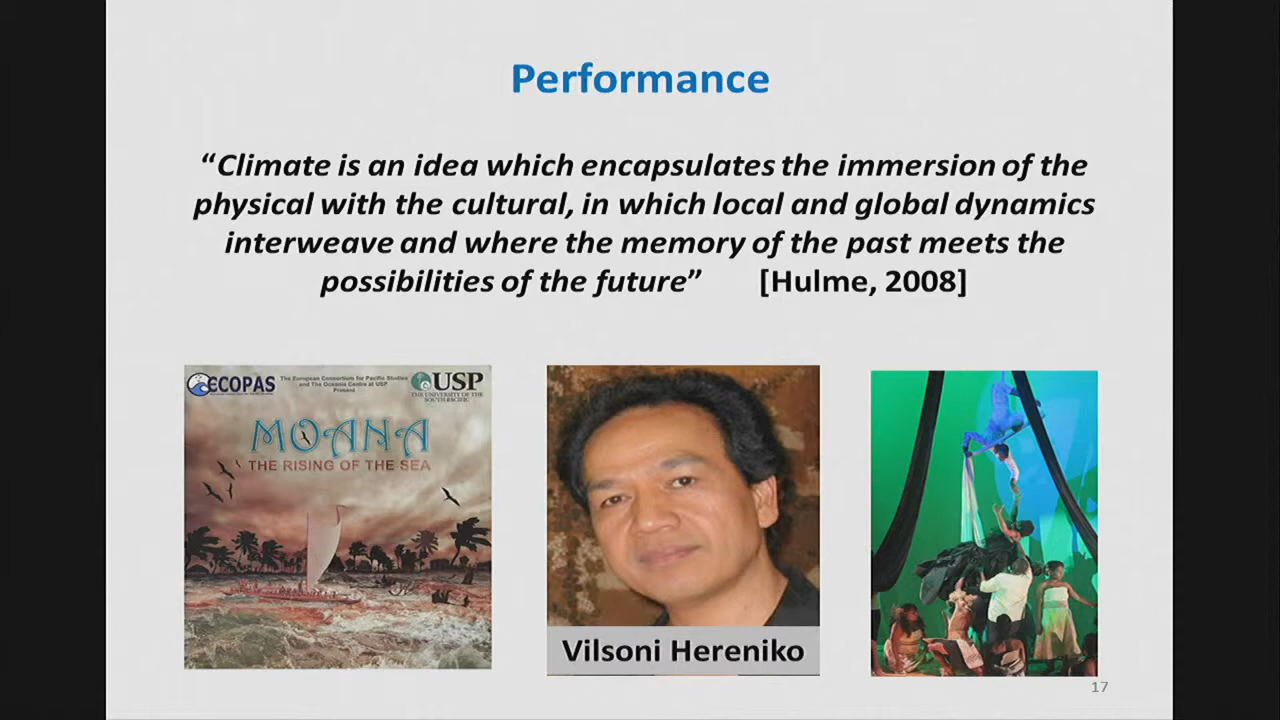 Performance
“Climate is an idea which encapsulates the immersion of the
physical with the cultural, in which local and global dynamics
interweave and where the memory of the past meets the
possibilities of the future” [Hulme, 2008]
ECOPAS
The European Consortium for Pacific Studies
and The Oceania Centre at USP
Present
USP
THE UNIVERSITY OF THE
SOUTH PACIFIC
MOANA
THE RISING OF THE SEA
Vilsoni Hereniko
17